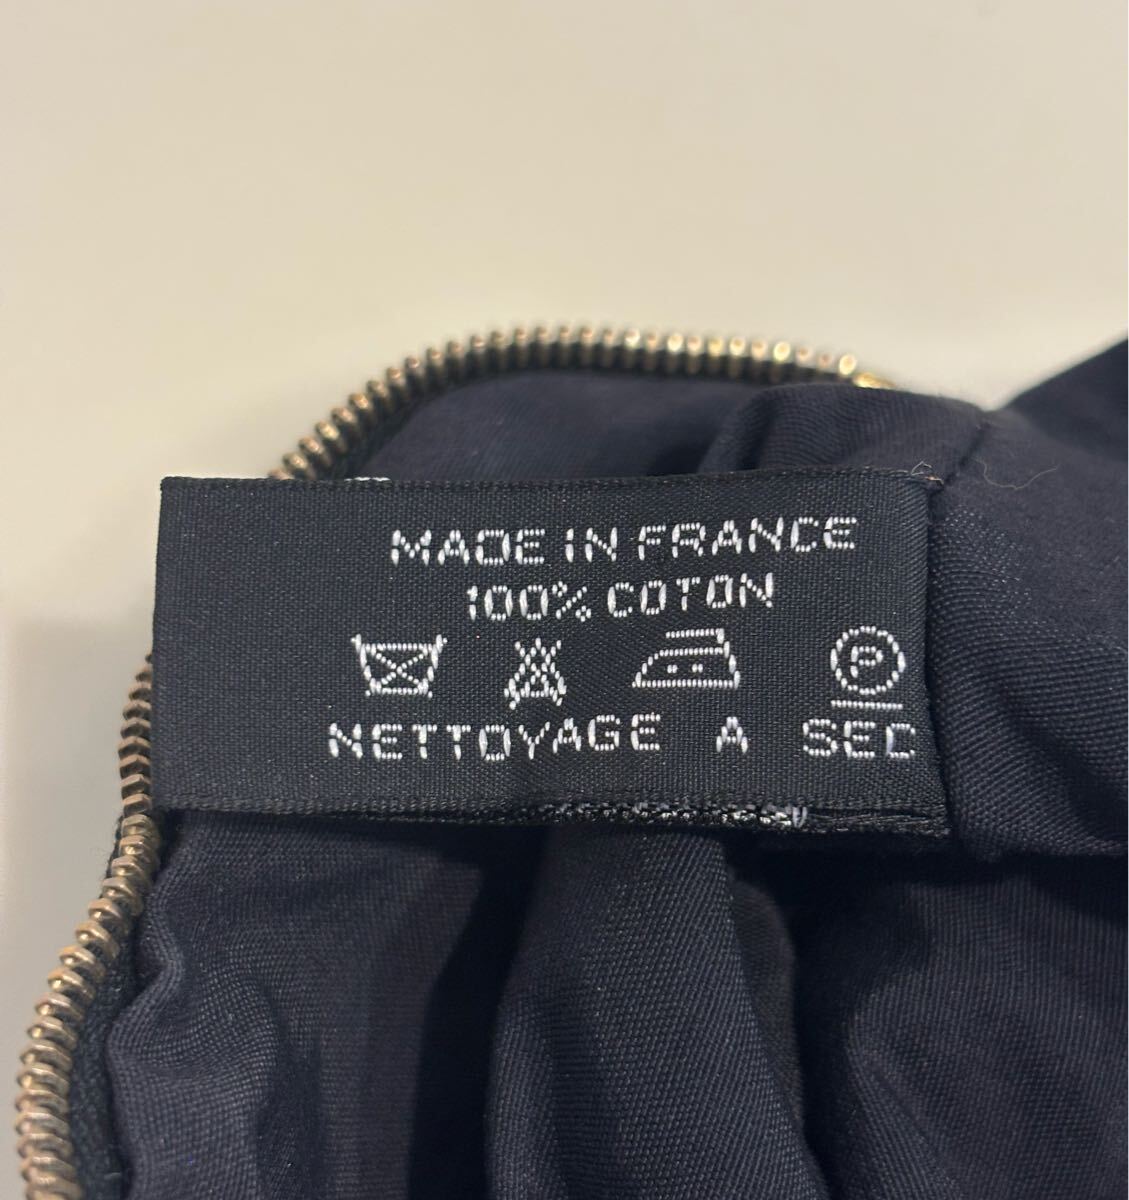 MADE IN FRANCE
100% COTON
P
NETTOYAGE A SEC